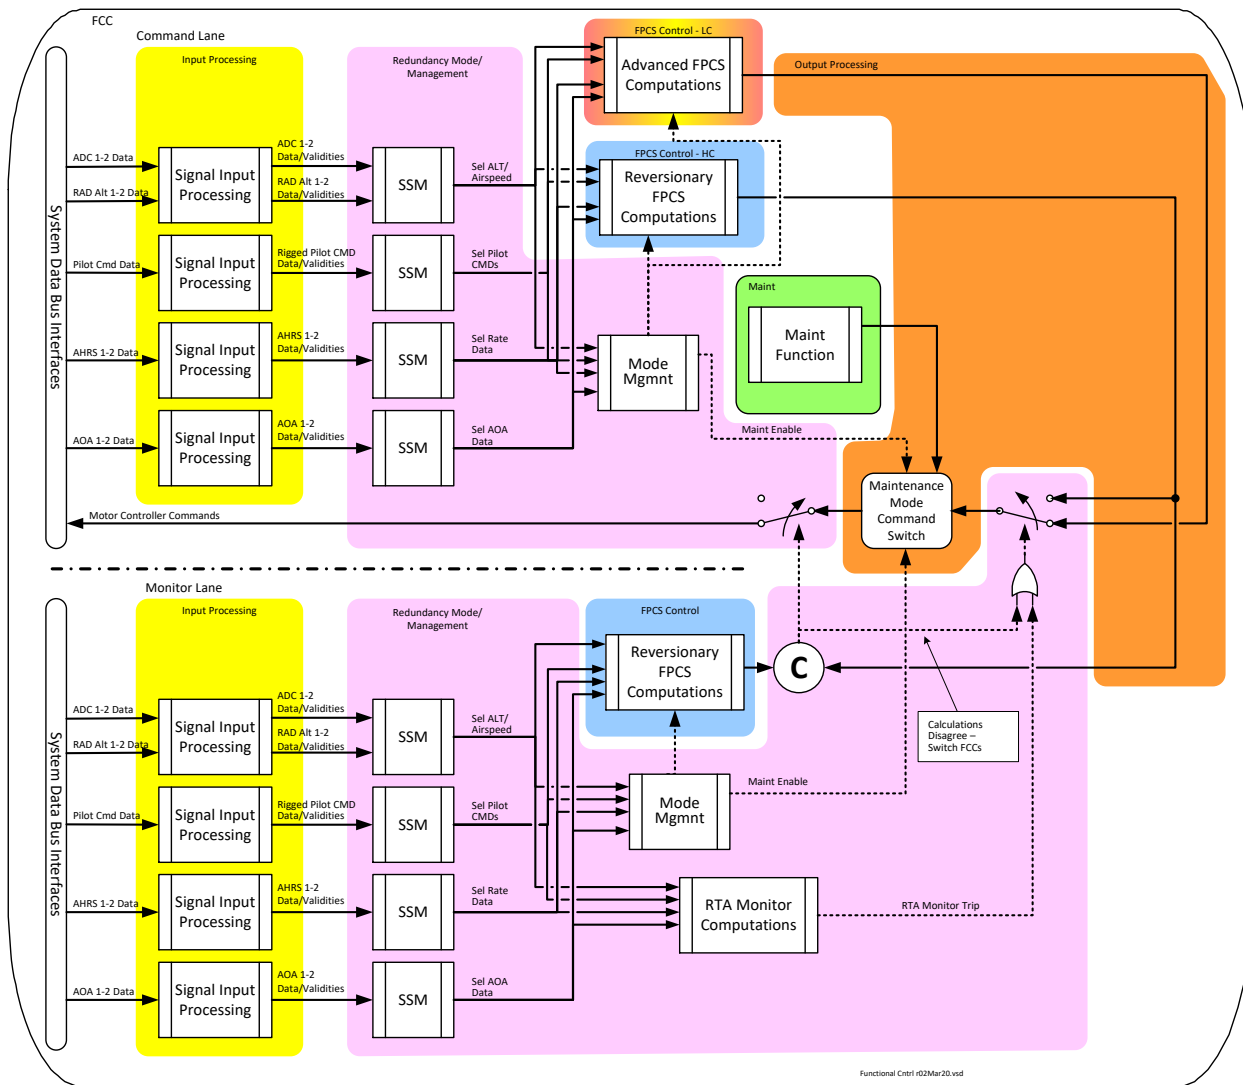 FCC
Command Lane
Input Processing
Redundancy Mode/
Management
FPCS Control - LC
Advanced FPCS
Computations
Output Processing
System Data Bus Interfaces
ADC 1-2 Data
RAD Alt 1-2 Data
Signal Input
Processing
ADC 1-2
Data/Validities
RAD Alt 1-2
Data/Validities
SSM
Sel ALT/
Airspeed
FPCS Control - HC
Reversionary
FPCS
Computations
Pilot Cmd Data
Signal Input
Processing
Rigged Pilot CMD
Data/Validities
SSM
Sel Pilot
CMDs
Maint
Maint
Function
AHRS 1-2 Data
Signal Input
Processing
AHRS 1-2
Data/Validities
SSM
Sel Rate
Data
Mode
Mgmnt
AOA 1-2 Data
Signal Input
Processing
AOA 1-2
Data/Validities
SSM
Sel AOA
Data
Maint Enable
Maintenance
Mode
Command
Switch
Motor Controller Commands
Monitor Lane
Input Processing
Redundancy Mode/
Management
FPCS Control
Reversionary
FPCS
Computations
C
System Data Bus Interfaces
ADC 1-2 Data
RAD Alt 1-2 Data
Signal Input
Processing
ADC 1-2
Data/Validities
RAD Alt 1-2
Data/Validities
SSM
Sel ALT/
Airspeed
Calculations
Disagree –
Switch FCCs
Pilot Cmd Data
Signal Input
Processing
Rigged Pilot CMD
Data/Validities
SSM
Sel Pilot
CMDs
Mode
Mgmnt
Maint Enable
AHRS 1-2 Data
Signal Input
Processing
AHRS 1-2
Data/Validities
SSM
Sel Rate
Data
RTA Monitor
Computations
RTA Monitor Trip
AOA 1-2 Data
Signal Input
Processing
AOA 1-2
Data/Validities
SSM
Sel AOA
Data
Functional Cntrl r02Mar20.vsd